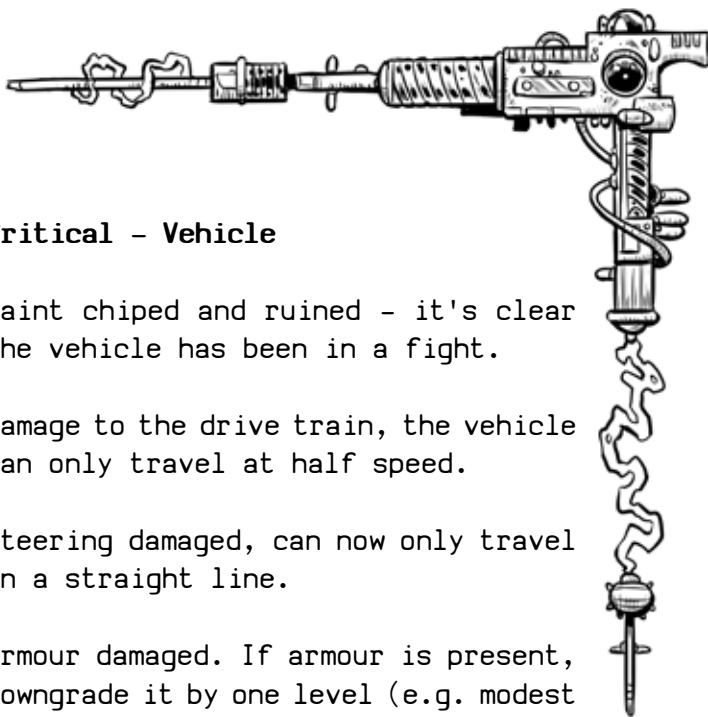 ritical – Vehicle
aint chiped and ruined – it's clear
he vehicle has been in a fight.
amage to the drive train, the vehicle
an only travel at half speed.
teering damaged, can now only travel
n a straight line.
rmour damaged. If armour is present,
owngrade it by one level (e.g. modest